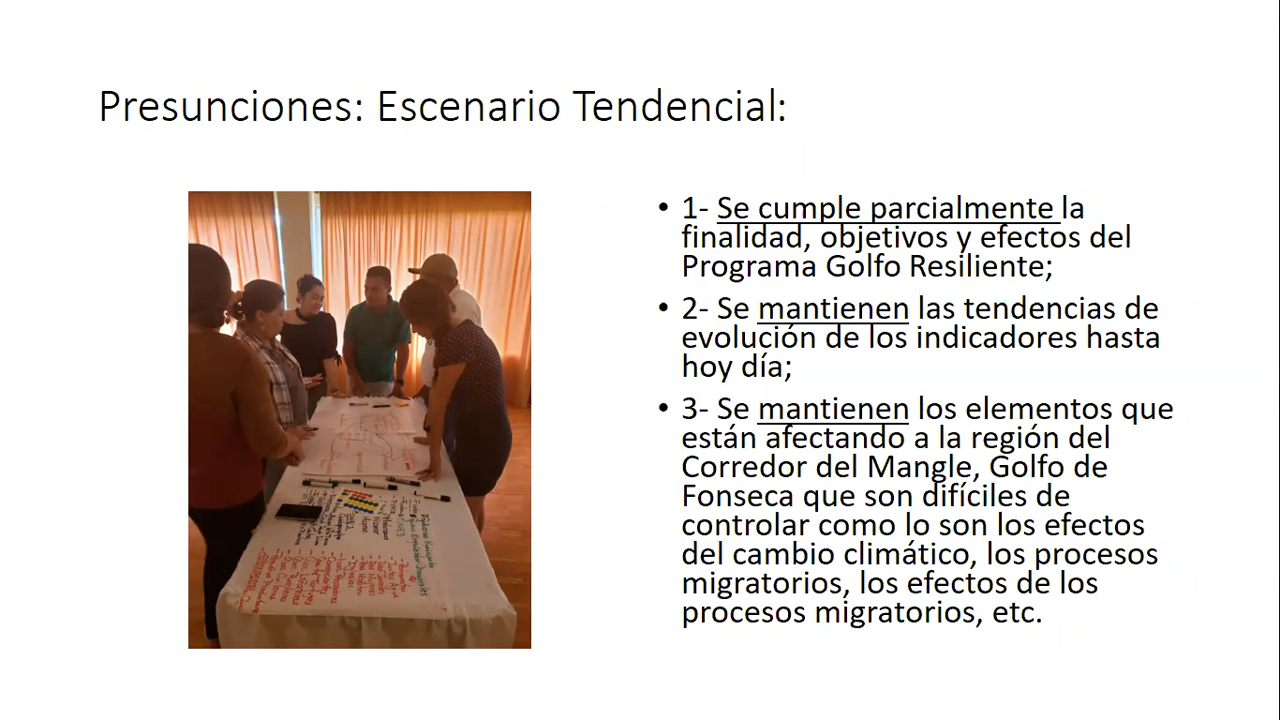 Presunciones: Escenario Tendencial:
• 1- Se cumple parcialmente la
finalidad, objetivos y efectos del
Programa Golfo Resiliente;
• 2- Se mantienen las tendencias de
evolución de los indicadores hasta
hoy día;
• 3- Se mantienen los elementos que
están afectando a la región del
Corredor del Mangle, Golfo de
Fonseca que son difíciles de
controlar como lo son los efectos
del cambio climático, los procesos
migratorios, los efectos de los
procesos migratorios, etc.